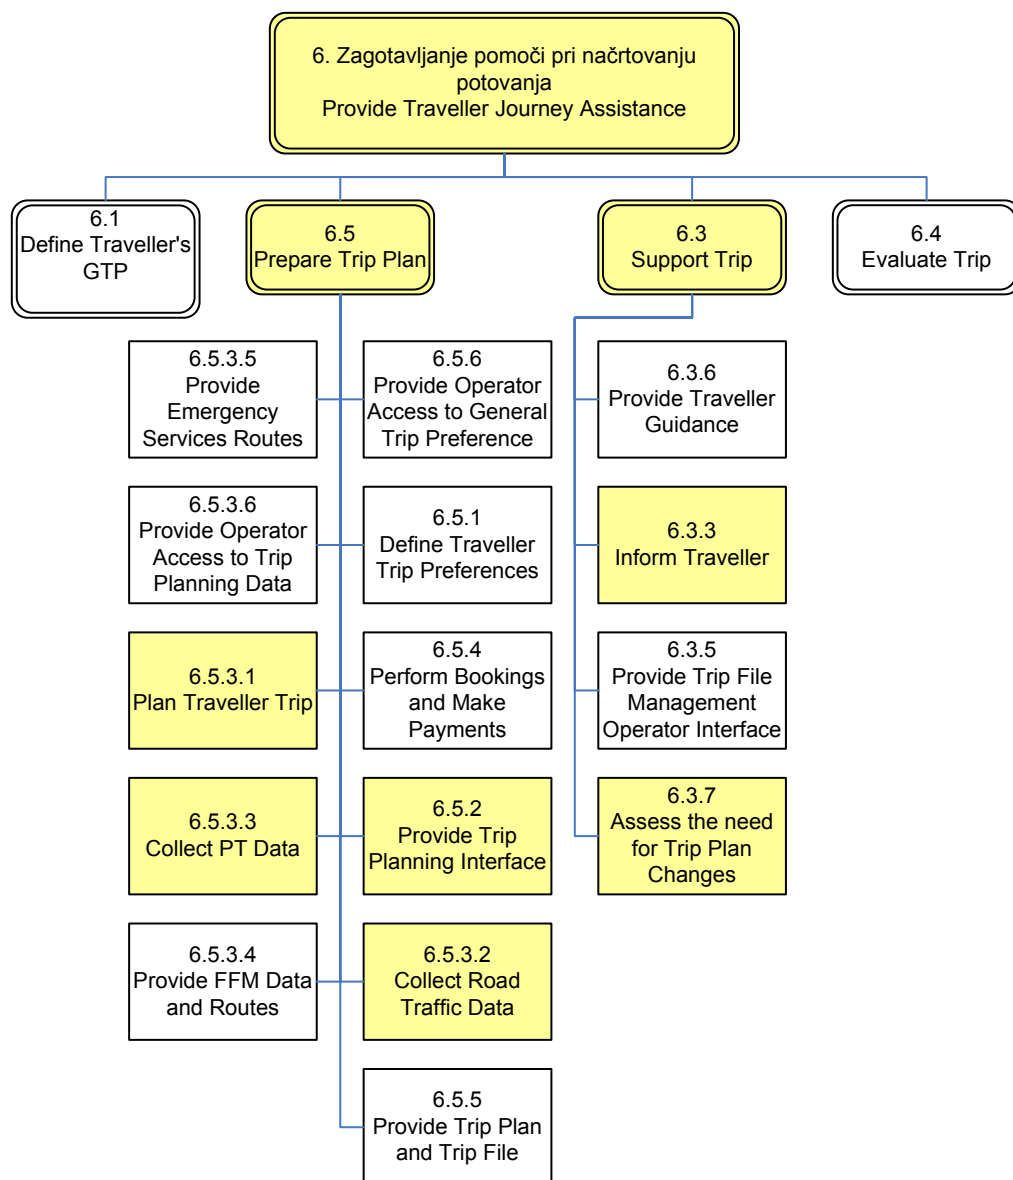 6. Zagotavljanje pomoči pri načrtovanju
potovanja
Provide Traveller Journey Assistance
6.1
Define Traveller's
GTP
6.5
Prepare Trip Plan
6.3
Support Trip
6.4
Evaluate Trip
6.5.3.5
Provide
Emergency
Services Routes
6.5.6
Provide Operator
Access to General
Trip Preference
6.3.6
Provide Traveller
Guidance
6.5.3.6
Provide Operator
Access to Trip
Planning Data
6.5.1
Define Traveller
Trip Preferences
6.3.3
Inform Traveller
6.5.3.1
Plan Traveller Trip
6.5.4
Perform Bookings
and Make
Payments
6.3.5
Provide Trip File
Management
Operator Interface
6.5.3.3
Collect PT Data
6.5.2
Provide Trip
Planning Interface
6.3.7
Assess the need
for Trip Plan
Changes
6.5.3.4
Provide FFM Data
and Routes
6.5.3.2
Collect Road
Traffic Data
6.5.5
Provide Trip Plan
and Trip File